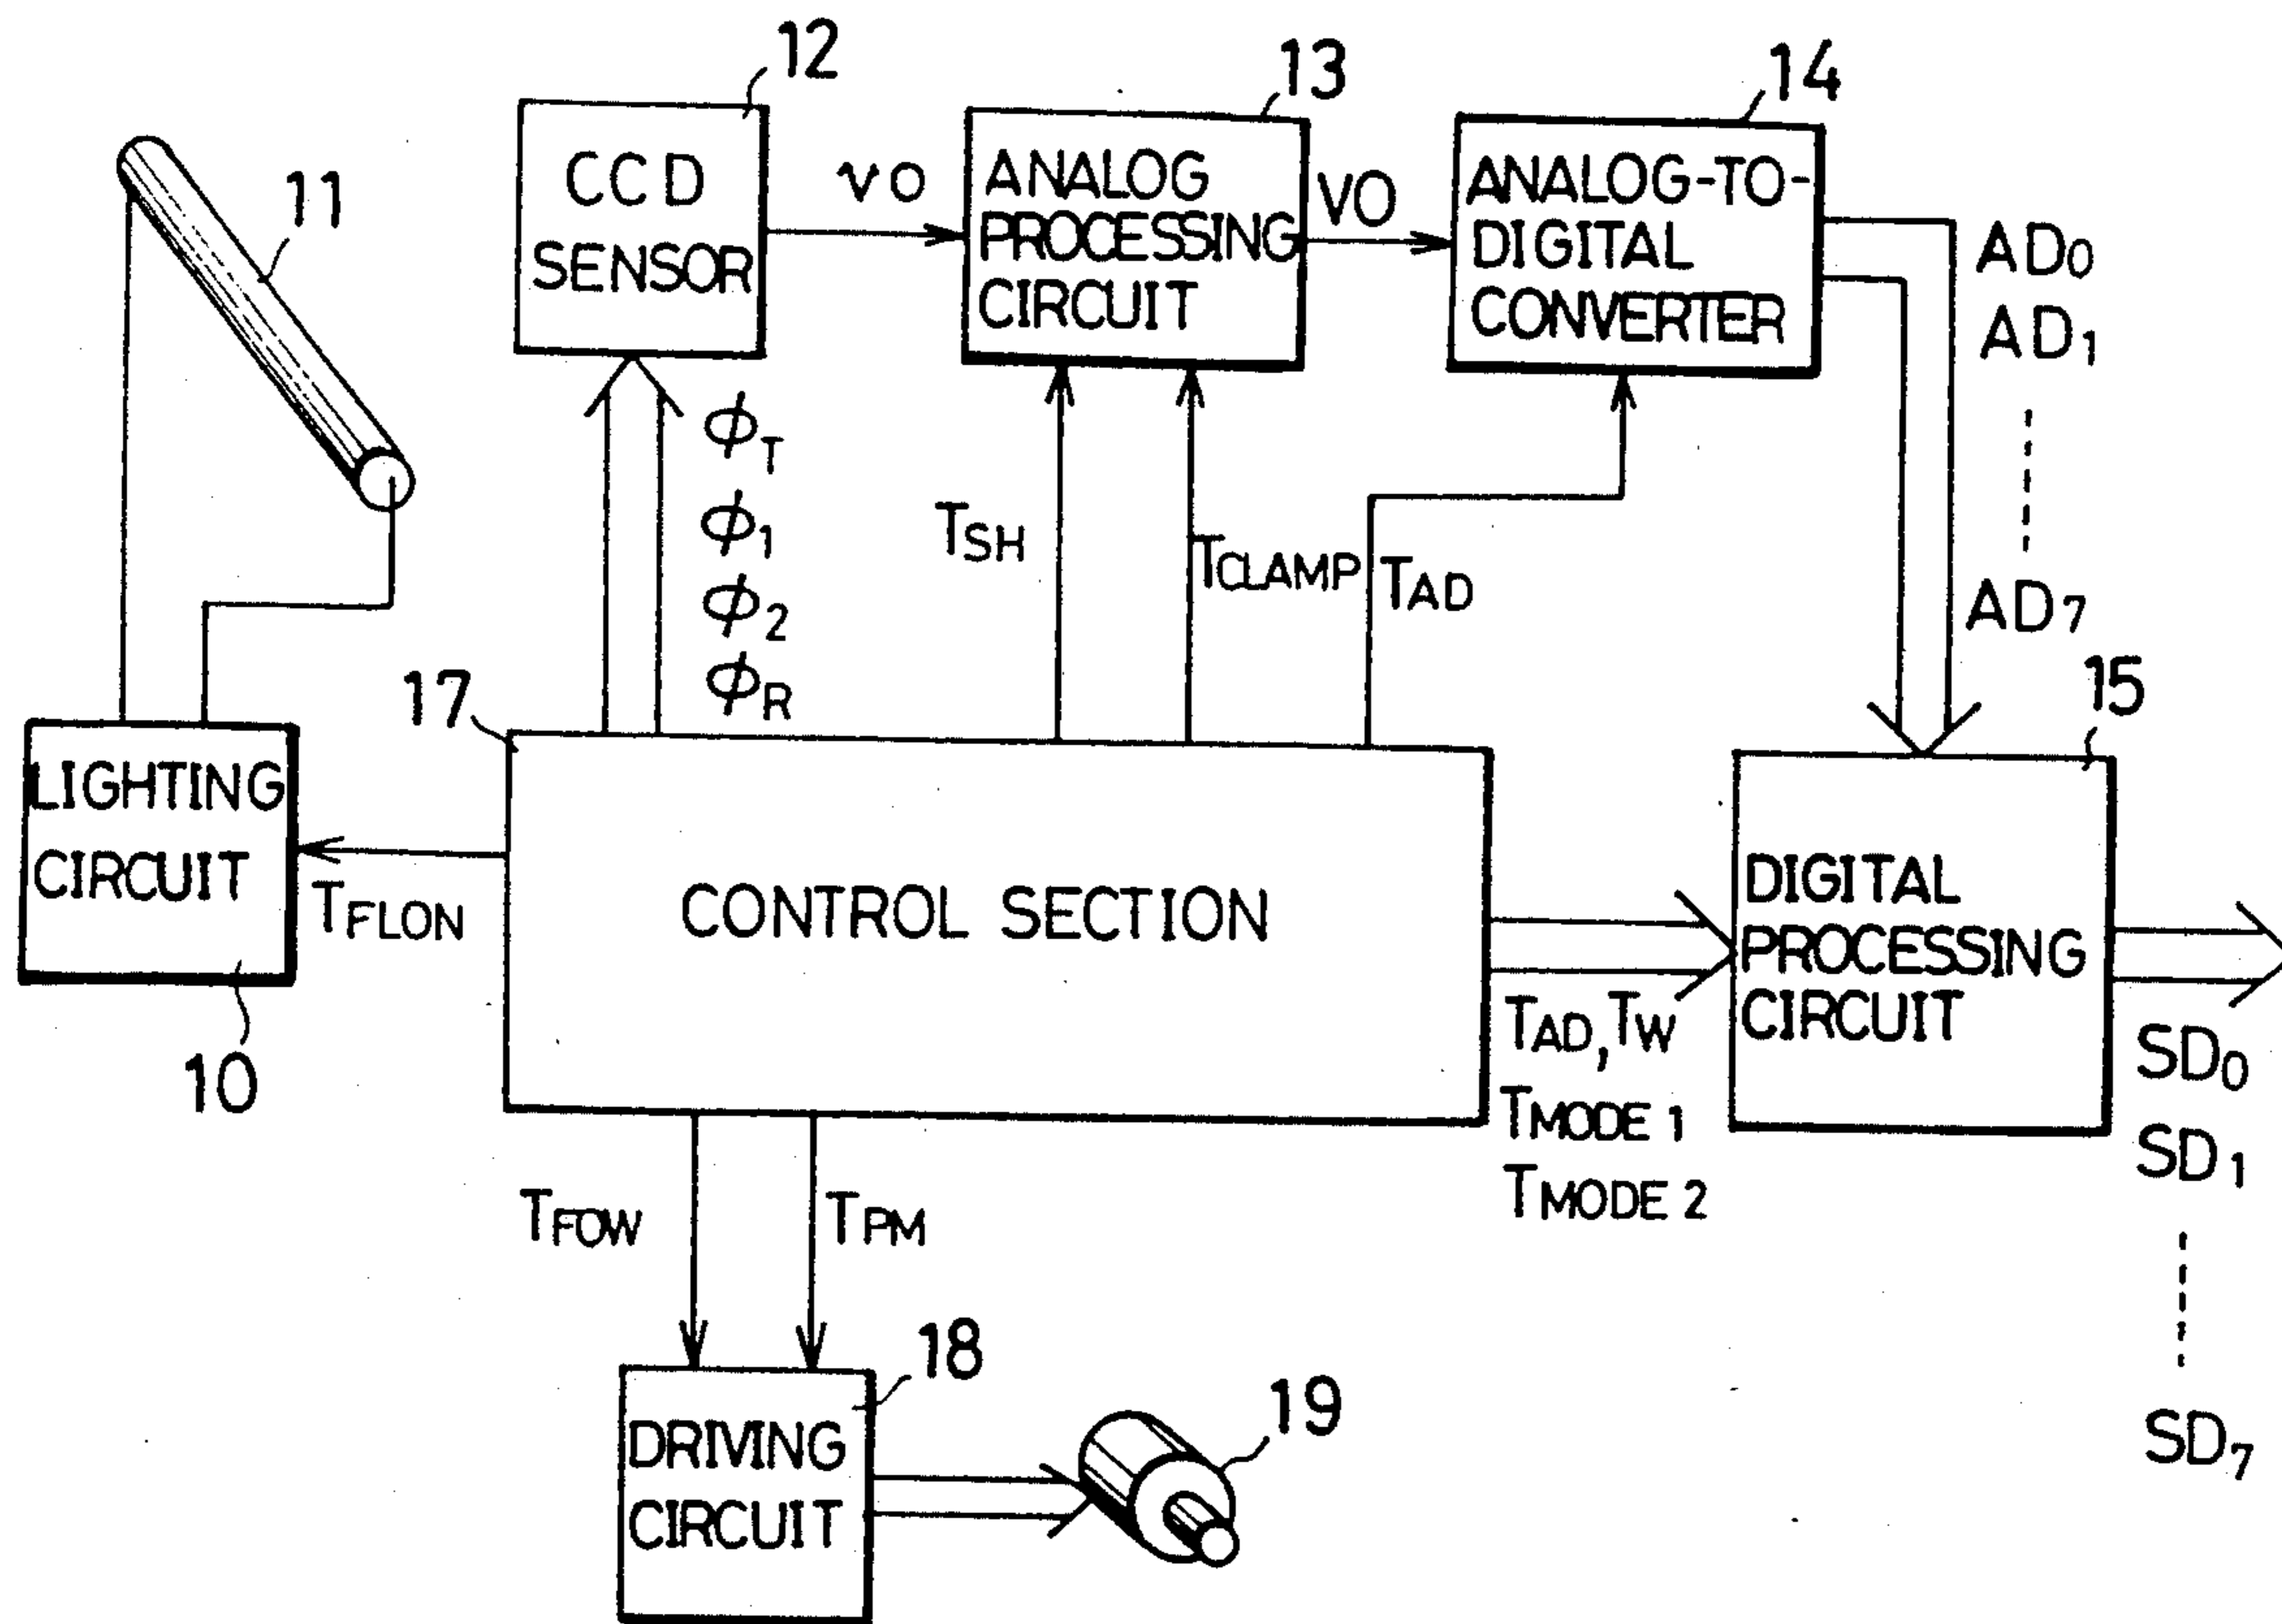 12
13
14
11
CCD
SENSOR
vo
ANALOG
PROCESSING
CIRCUIT
VO
ANALOG-TO-
DIGITAL
CONVERTER
AD0
AD1
AD7
ϕT
ϕ1
ϕ2
ϕR
TSH
TCLAMP
TAD
17
15
LIGHTING
CIRCUIT
10
TFLON
CONTROL SECTION
DIGITAL
PROCESSING
CIRCUIT
TAD,TW
TMODE 1
TMODE 2
SD0
SD1
SD7
TFOW
TPM
18
DRIVING
CIRCUIT
19